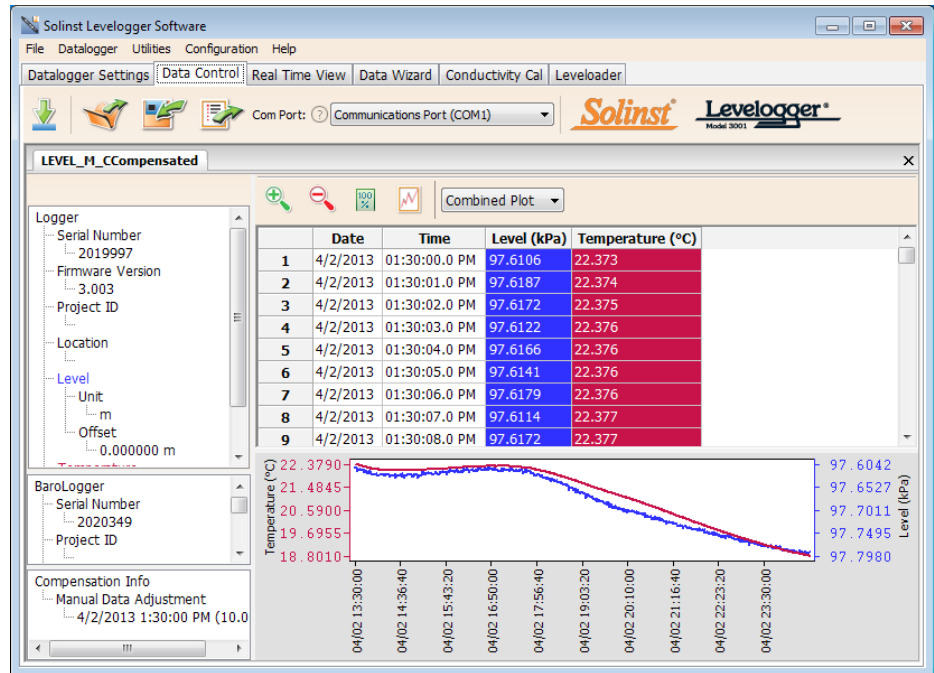 Solinst Levelogger Software
File Datalogger Utilities Configuration Help
Datalogger Settings Data Control Real Time View Data Wizard Conductivity Cal Leveloader
Com Port: ? Communications Port (COM1)
Solinst
Levelogger
Model 3001
LEVEL_M_CCompensated
100 %
Combined Plot
Logger
Serial Number
2019997
Firmware Version
3.003
Project ID
Location
Level
Unit
m
Offset
0.000000 m
BaroLogger
Serial Number
2020349
Project ID
Compensation Info
Manual Data Adjustment
4/2/2013 1:30:00 PM (10.0
Date Time Level (kPa) Temperature (°C)
1 4/2/2013 01:30:00.0 PM 97.6106 22.373
2 4/2/2013 01:30:01.0 PM 97.6187 22.374
3 4/2/2013 01:30:02.0 PM 97.6172 22.375
4 4/2/2013 01:30:03.0 PM 97.6122 22.376
5 4/2/2013 01:30:04.0 PM 97.6166 22.376
6 4/2/2013 01:30:05.0 PM 97.6141 22.376
7 4/2/2013 01:30:06.0 PM 97.6179 22.376
8 4/2/2013 01:30:07.0 PM 97.6114 22.377
9 4/2/2013 01:30:08.0 PM 97.6172 22.377
Temperature (°C)
22.3790
21.4845
20.5900
19.6955
18.8010
97.6042
97.6527
97.7011
97.7495
97.7980
Level (kPa)
04/02 13:30:00
04/02 14:36:40
04/02 15:43:20
04/02 16:50:00
04/02 17:56:40
04/02 19:03:20
04/02 20:10:00
04/02 21:16:40
04/02 22:23:20
04/02 23:30:00